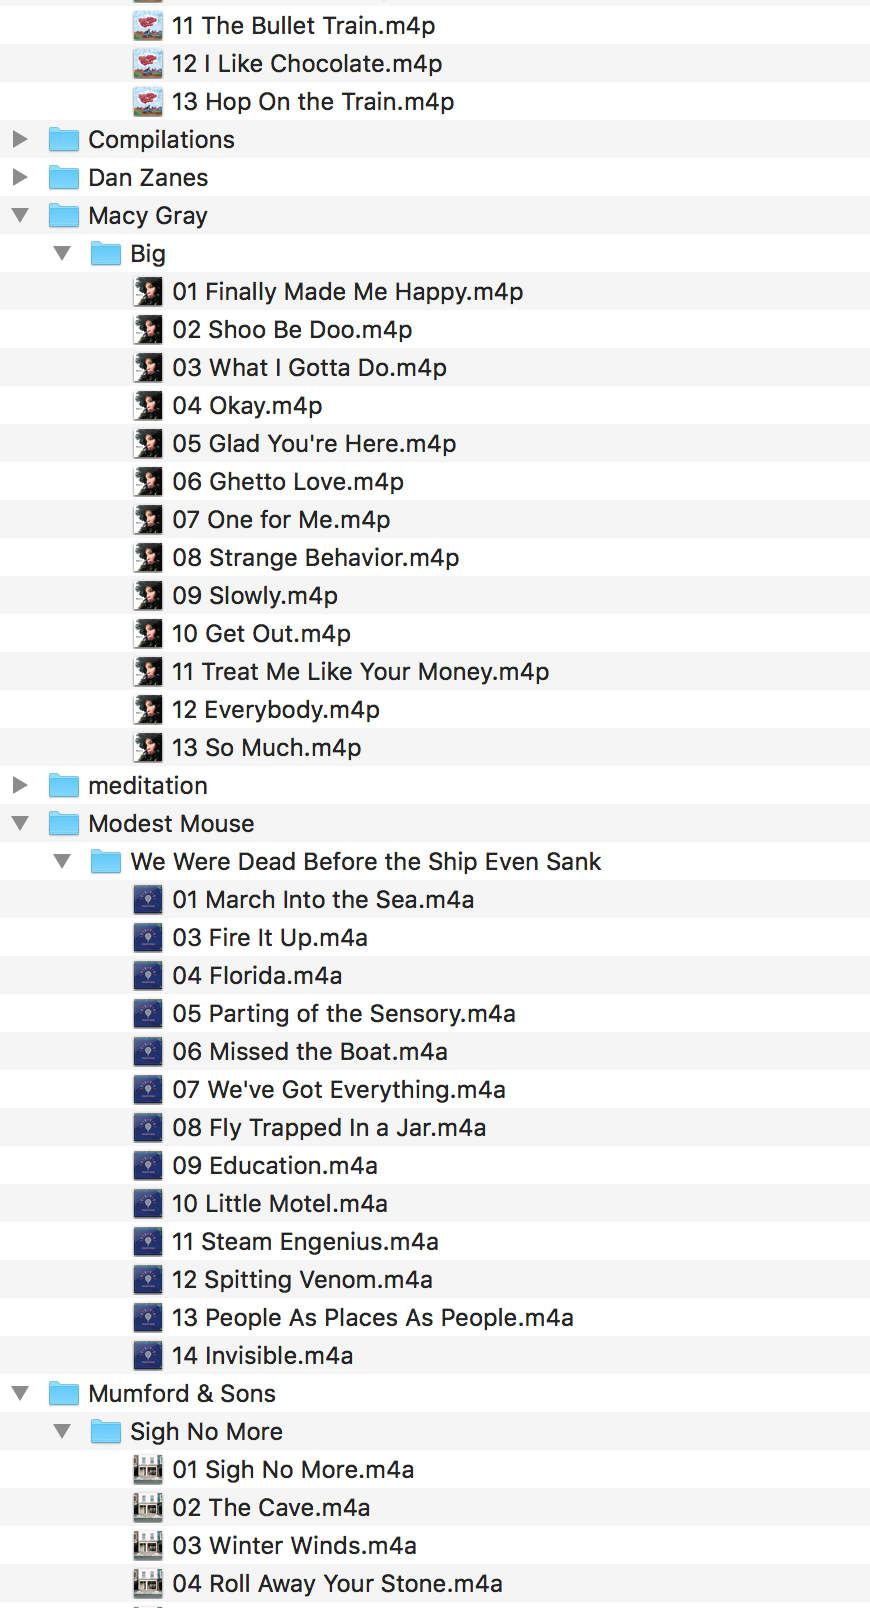 11 The Bullet Train.m4p
12 I Like Chocolate.m4p
13 Hop On the Train.m4p
Compilations
Dan Zanes
Macy Gray
Big
01 Finally Made Me Happy.m4p
02 Shoo Be Doo.m4p
03 What I Gotta Do.m4p
04 Okay.m4p
05 Glad You're Here.m4p
06 Ghetto Love.m4p
07 One for Me.m4p
08 Strange Behavior.m4p
09 Slowly.m4p
10 Get Out.m4p
11 Treat Me Like Your Money.m4p
12 Everybody.m4p
13 So Much.m4p
meditation
Modest Mouse
We Were Dead Before the Ship Even Sank
01 March Into the Sea.m4a
03 Fire It Up.m4a
04 Florida.m4a
05 Parting of the Sensory.m4a
06 Missed the Boat.m4a
07 We've Got Everything.m4a
08 Fly Trapped In a Jar.m4a
09 Education.m4a
10 Little Motel.m4a
11 Steam Engenius.m4a
12 Spitting Venom.m4a
13 People As Places As People.m4a
14 Invisible.m4a
Mumford & Sons
Sigh No More
01 Sigh No More.m4a
02 The Cave.m4a
03 Winter Winds.m4a
04 Roll Away Your Stone.m4a